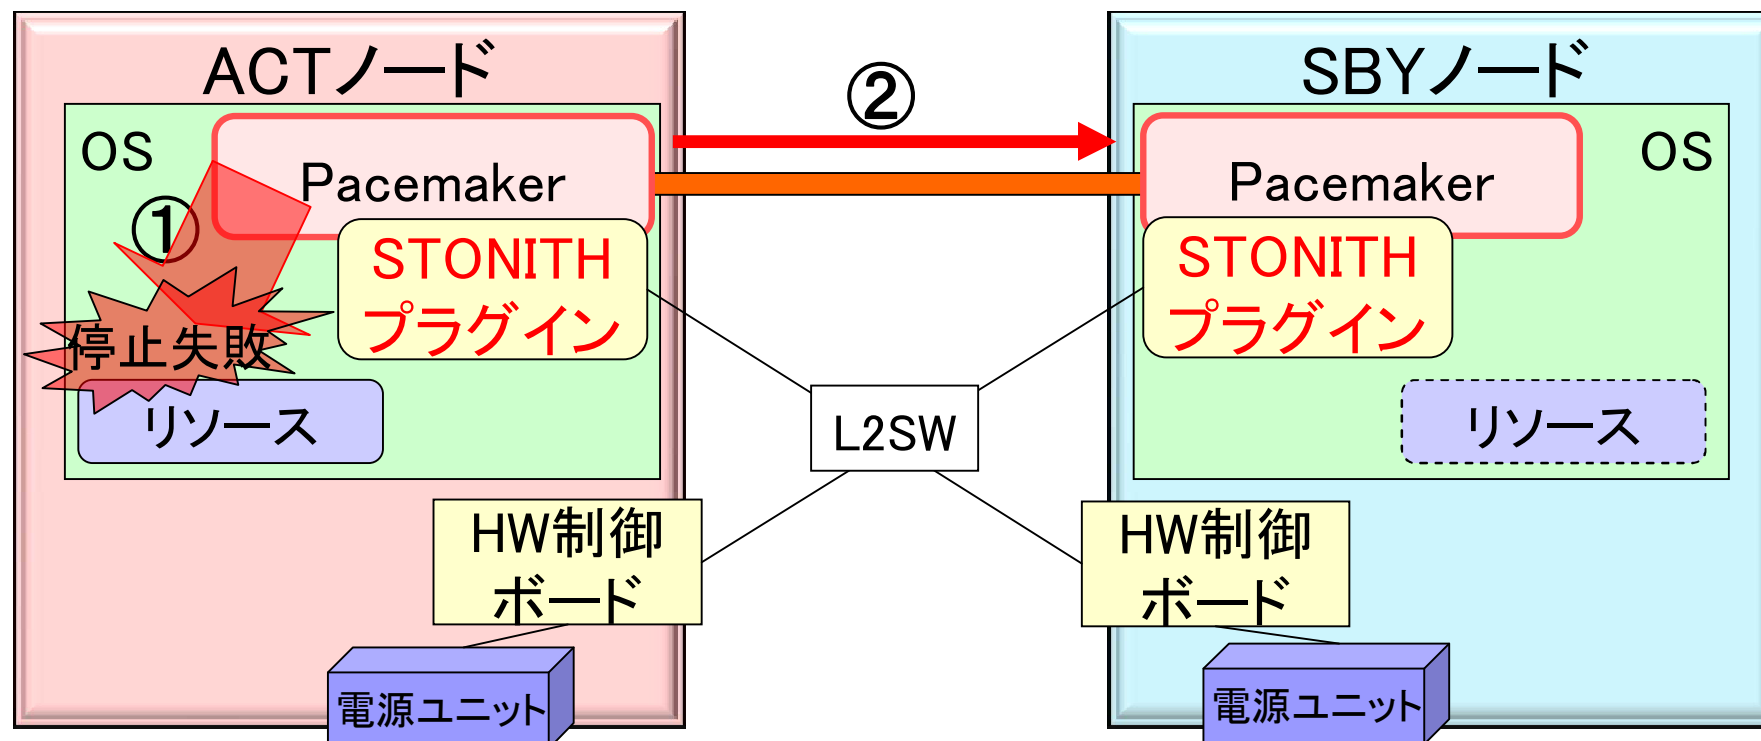 ACTノード
OS
Pacemaker
①
STONITH
プラグイン
停止失敗
リソース
HW制御
ボード
電源ユニット
②
L2SW
SBYノード
Pacemaker
OS
STONITH
プラグイン
リソース
HW制御
ボード
電源ユニット